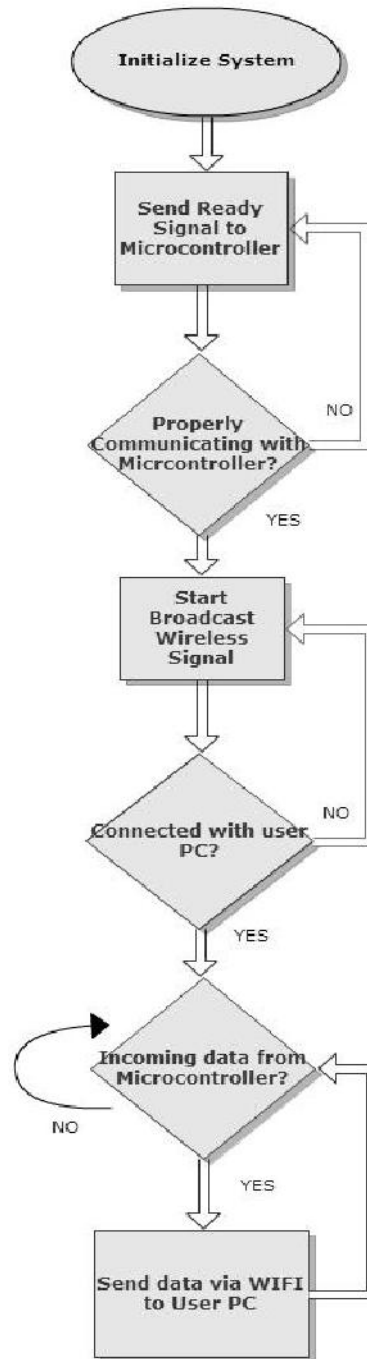 Initialize System
Send Ready
Signal to
Microcontroller
NO
Properly
Communicating with
Micrcontroller?
YES
Start
Broadcast
Wireless
Signal
NO
Connected with user
PC?
YES
Incoming data from
Microcontroller?
NO
YES
Send data via WIFI
to User PC